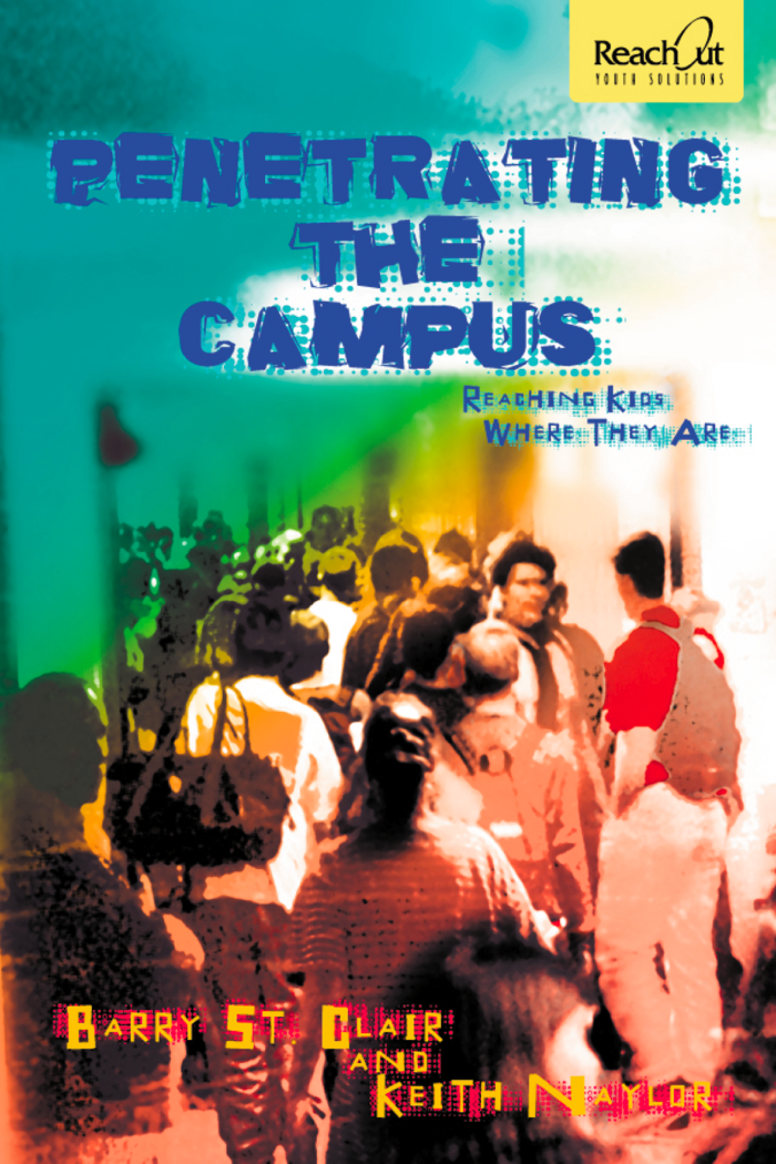 ReachOut
YOUTH SOLUTIONS
PENETRATING
THE
CAMPUS
REACHING KIDS
WHERE THEY ARE
BARRY ST. CLAIR
AND
KEITH NAYLOR